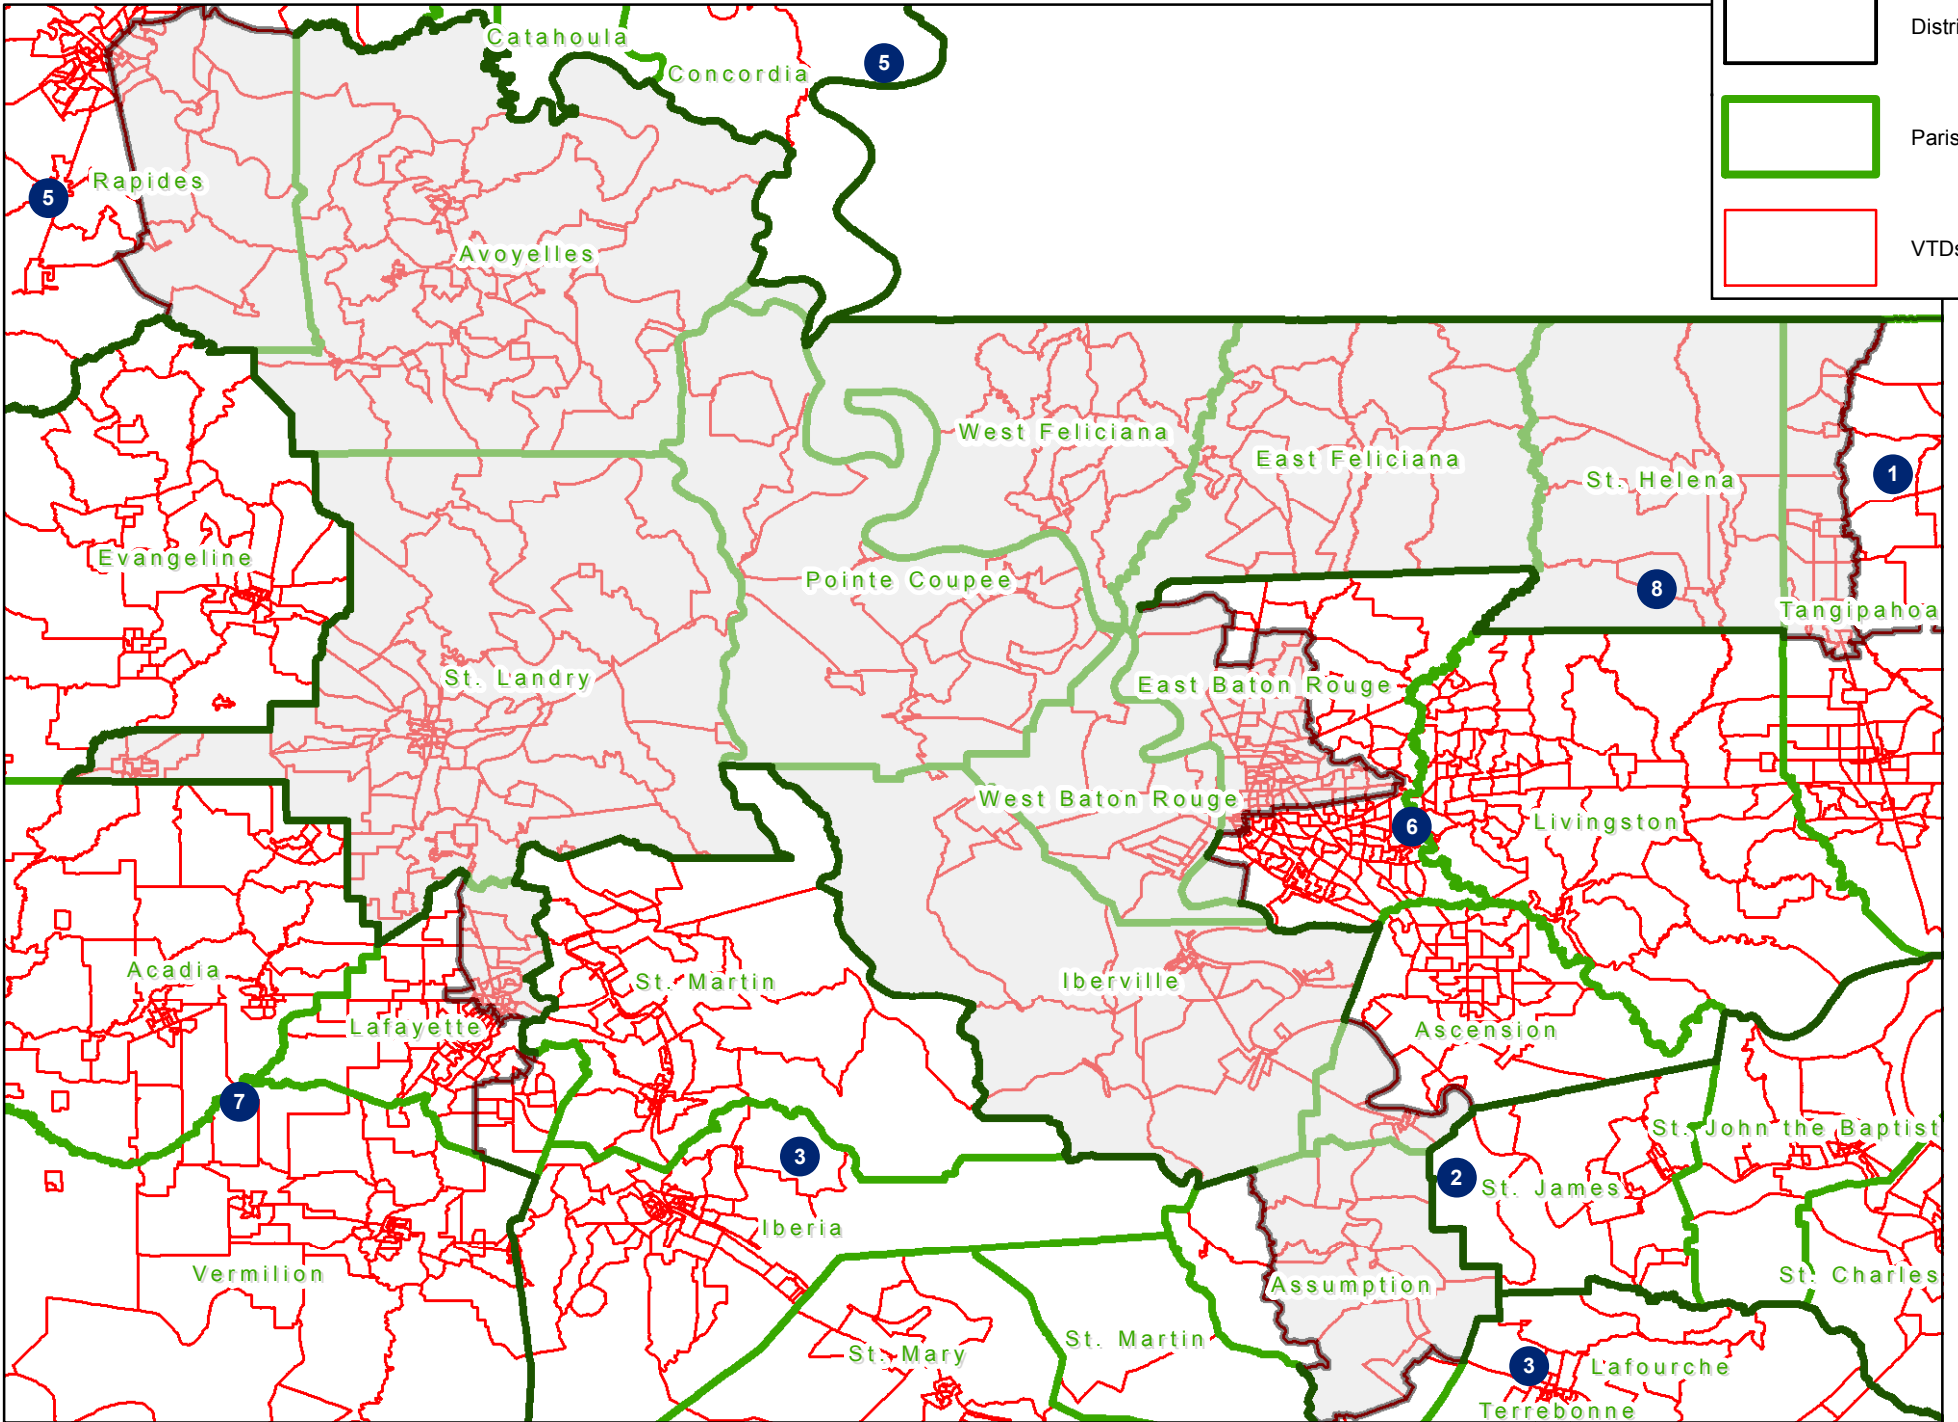 Catahoula
Concordia
5
Distri
Paris
VTDs
Rapides
5
Avoyelles
West Feliciana
East Feliciana
St. Helena
1
Evangeline
Pointe Coupee
8
Tangipahoa
St. Landry
East Baton Rouge
West Baton Rouge
6
Livingston
Acadia
St. Martin
Iberville
Lafayette
Ascension
7
St. John the Baptist
3
2
St. James
Iberia
Vermilion
Assumption
St. Charles
St. Mary
St. Martin
3
Lafourche
Terrebonne